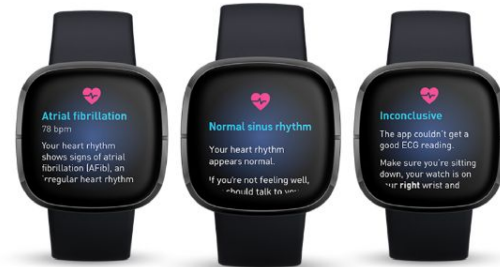 Atrial fibrillation
78 bpm
Your heart rhythm
shows signs of atrial
fibrillation [AFib], an
irregular heart rhythm
Normal sinus rhythm
Your heart rhythm
appears normal.
If you're not feeling well,
should talk to you
Inconclusive
The app couldn't get a
good ECG reading.
Make sure you're sitting
down, your watch is on
your right wrist and